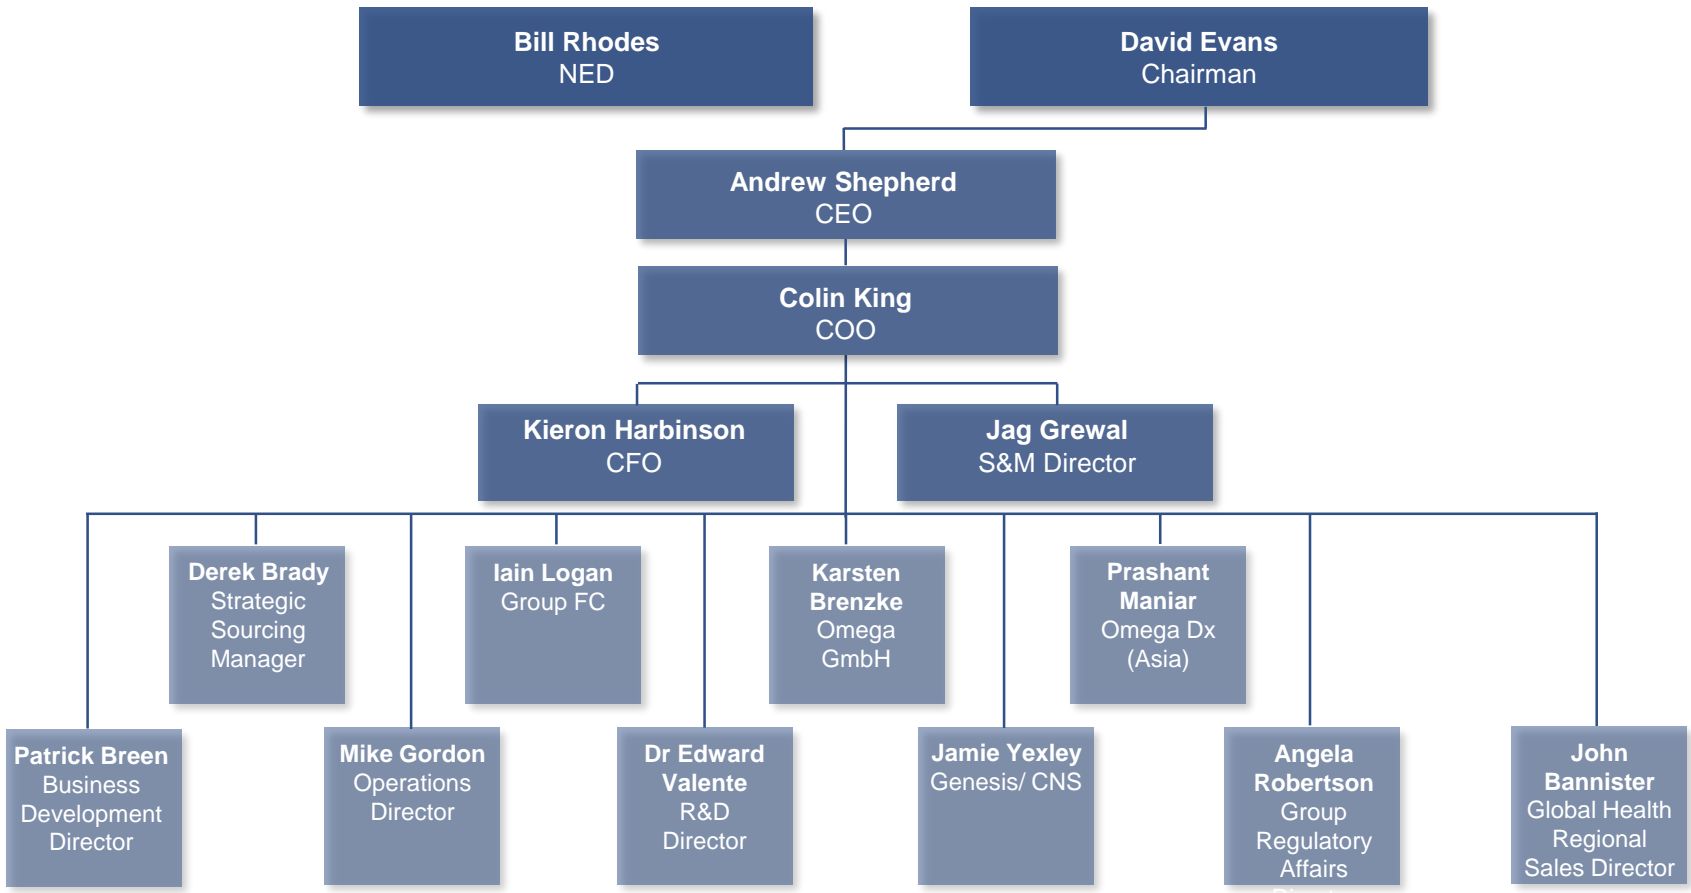 Bill Rhodes
NED
David Evans
Chairman
Andrew Shepherd
CEO
Colin King
COO
Kieron Harbinson
CFO
Jag Grewal
S&M Director
Derek Brady
Strategic
Sourcing
Manager
Iain Logan
Group FC
Karsten
Brenzke
Omega
GmbH
Prashant
Maniar
Omega Dx
(Asia)
Patrick Breen
Business
Development
Director
Mike Gordon
Operations
Director
Dr Edward
Valente
R&D
Director
Jamie Yexley
Genesis/ CNS
Angela
Robertson
Group
Regulatory
Affairs
John
Bannister
Global Health
Regional
Sales Director